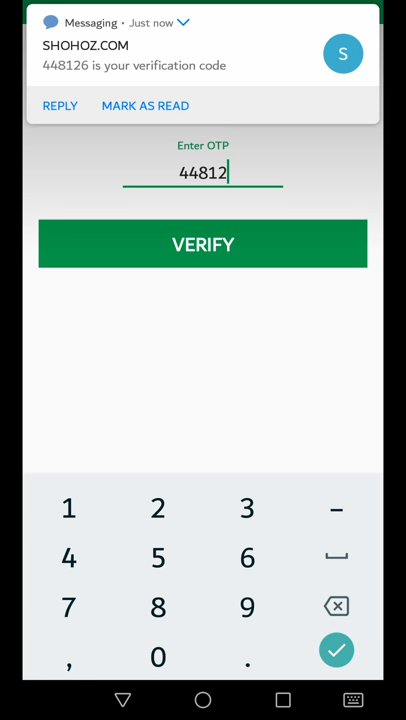 Messaging • Just now
SHOHOZ.COM
448126 is your verification code
S
REPLY MARK AS READ
Enter OTP
44812
VERIFY
1 2 3 –
4 5 6
7 8 9
, 0 .